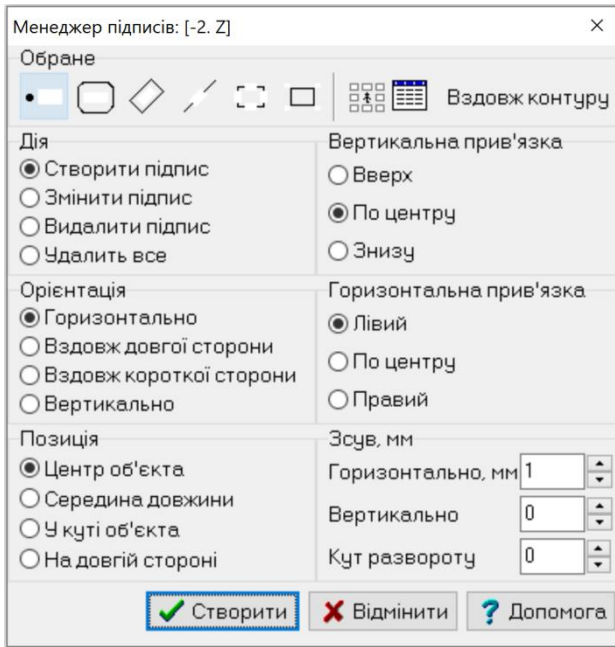 Менеджер підписів: [-2. Z]
Обране
Вздовж контуру
Дія
Створити підпис
Змінити підпис
Видалити підпис
Удалить все
Вертикальна прив'язка
Вверх
По центру
Знизу
Орієнтація
Горизонтально
Вздовж довгої сторони
Вздовж короткої сторони
Вертикально
Горизонтальна прив'язка
Лівий
По центру
Правий
Позиція
Центр об'єкта
Середина довжини
У куті об'єкта
На довгій стороні
Зсув, мм
Горизонтально, мм 1
Вертикально 0
Кут развороту 0
Створити
Відмінити
Допомога